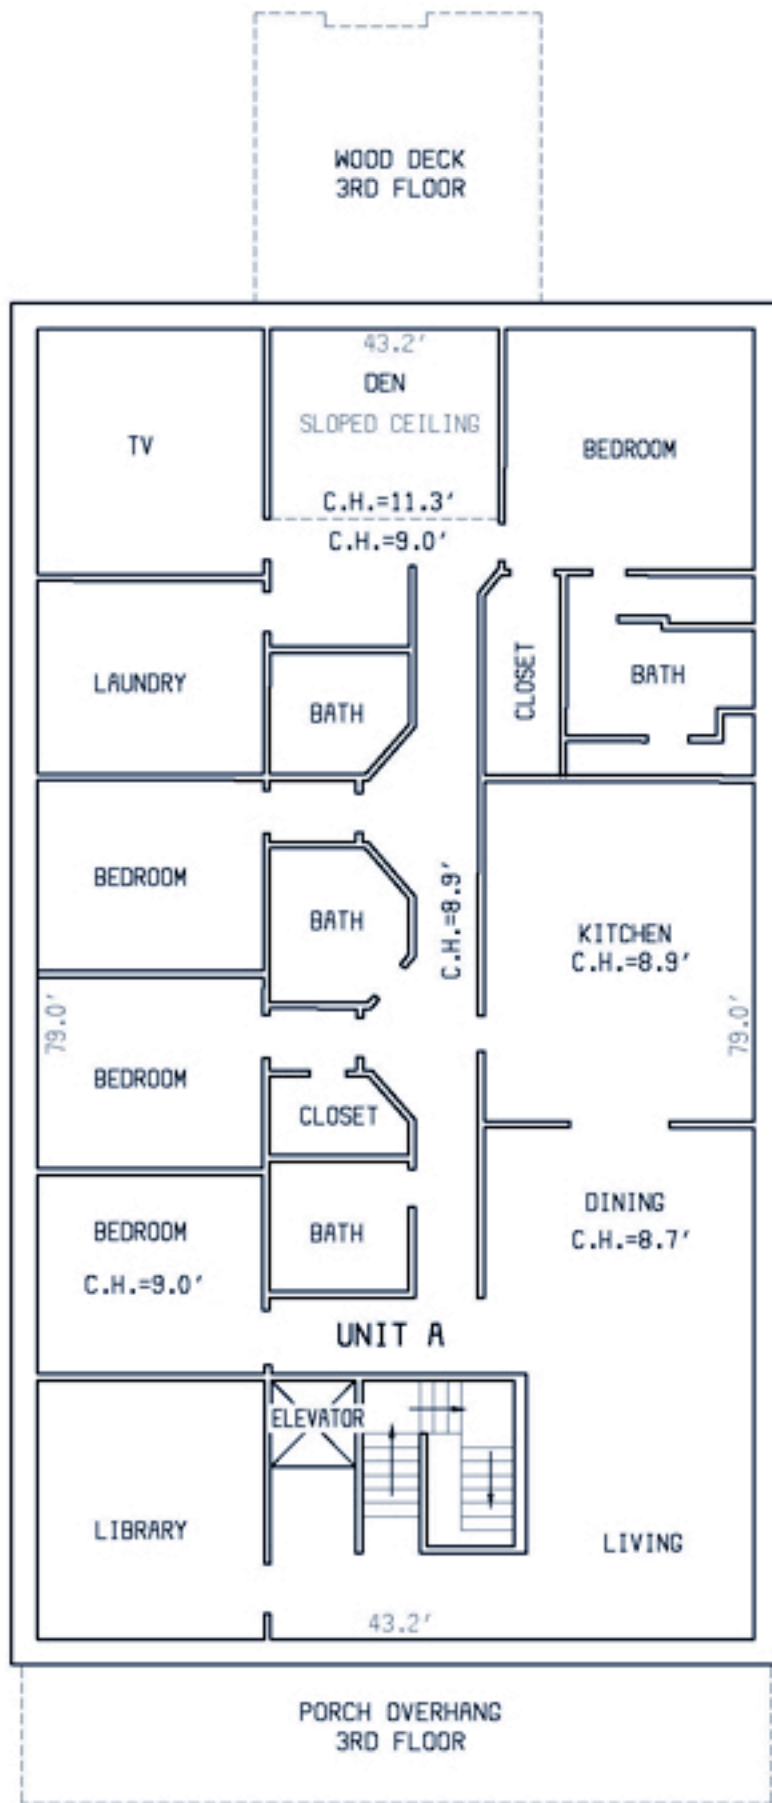 WOOD DECK
3RD FLOOR
43.2'
DEN
SLOPED CEILING
TV
BEDROOM
C.H.=11.3'
C.H.=9.0'
LAUNDRY
BATH
CLOSET
BATH
BEDROOM
BATH
C.H.=8.9'
KITCHEN
C.H.=8.9'
79.0'
79.0'
BEDROOM
CLOSET
BEDROOM
C.H.=9.0'
BATH
DINING
C.H.=8.7'
UNIT A
ELEVATOR
LIBRARY
LIVING
43.2'
PORCH OVERHANG
3RD FLOOR